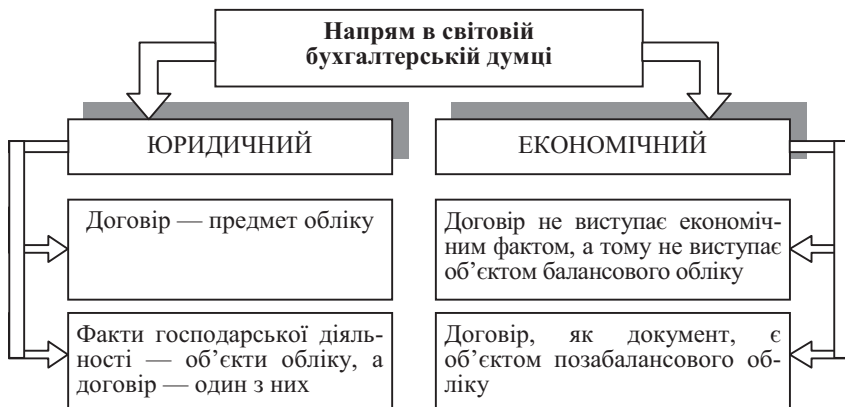 Напрям в світовій
бухгалтерській думці
ЮРИДИЧНИЙ
ЕКОНОМІЧНИЙ
Договір — предмет обліку
Договір не виступає економіч-
ним фактом, а тому не виступає
об’єктом балансового обліку
Факти господарської діяль-
ності — об’єкти обліку, а
договір — один з них
Договір, як документ, є
об’єктом позабалансового об-
ліку